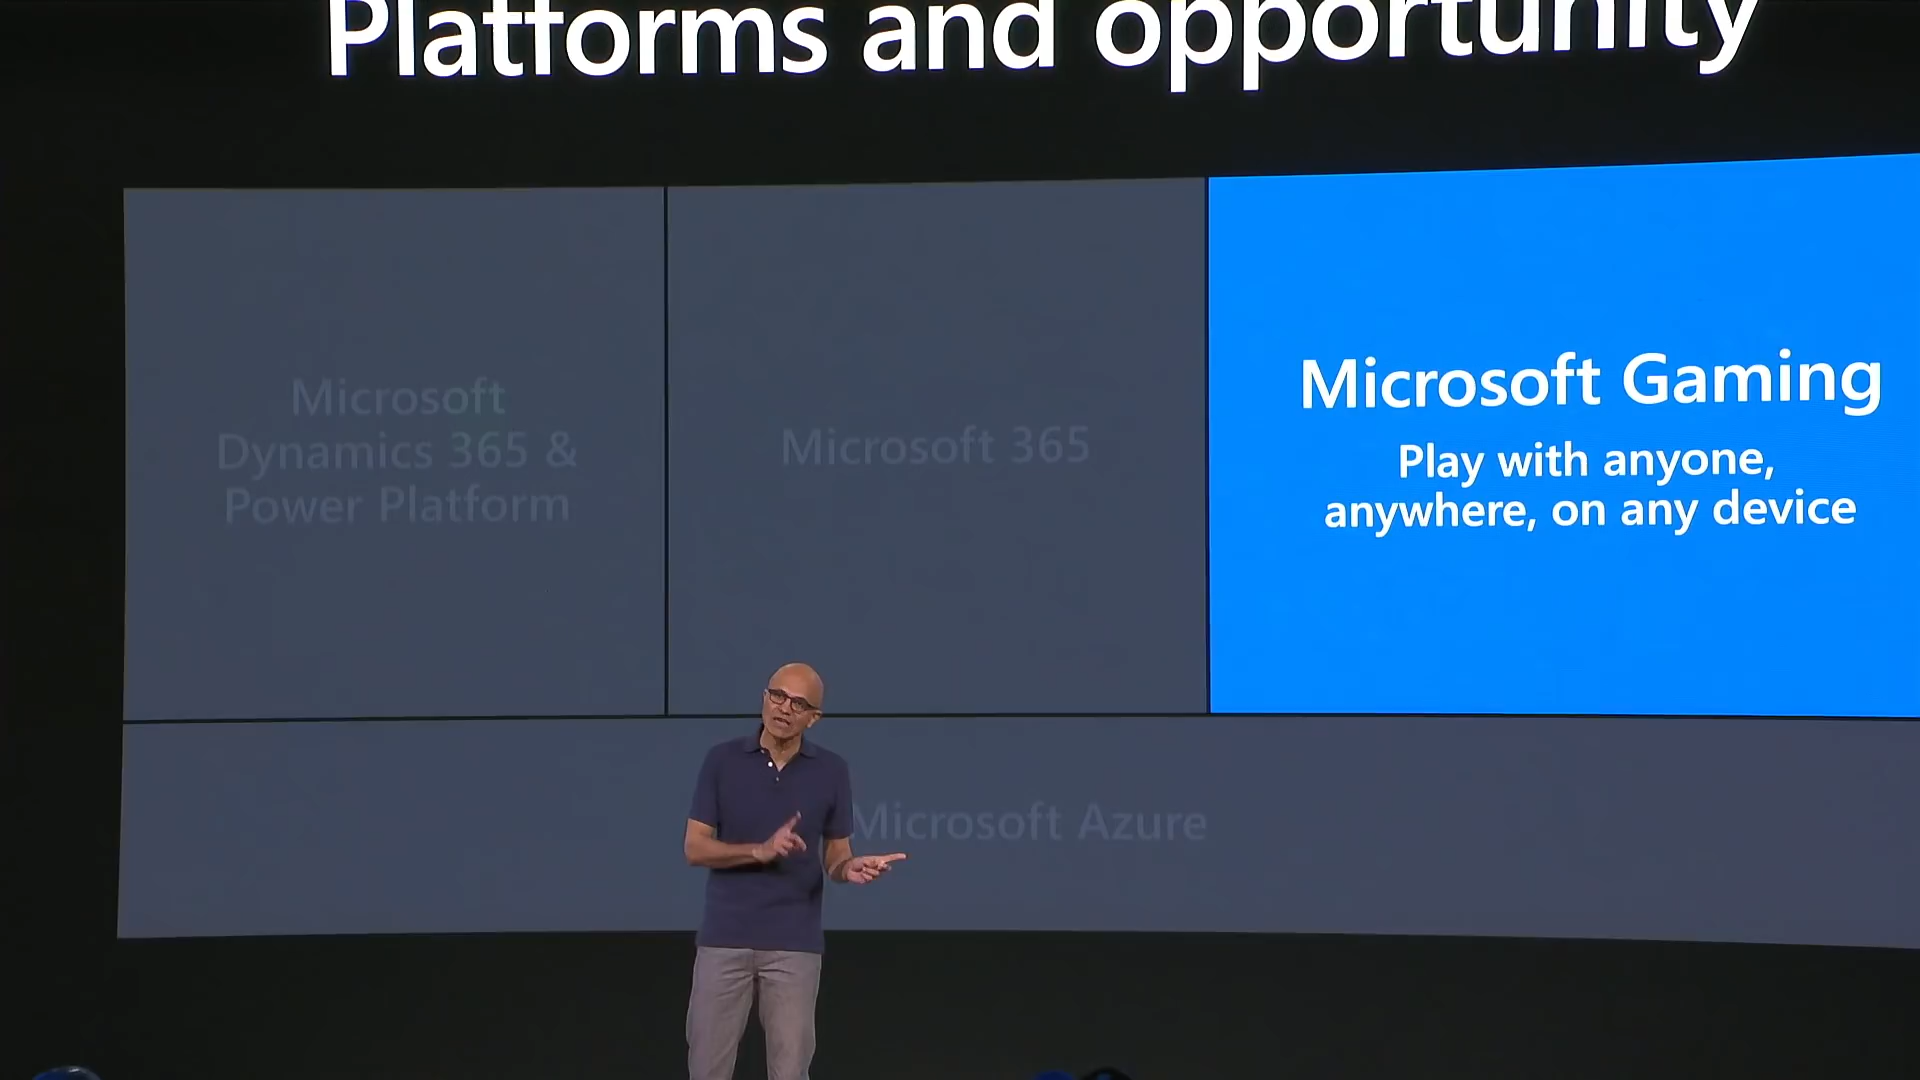 Platforms and opportunity
Microsoft
Dynamics 365 &
Power Platform
Microsoft 365
Microsoft Gaming
Play with anyone,
anywhere, on any device
Microsoft Azure